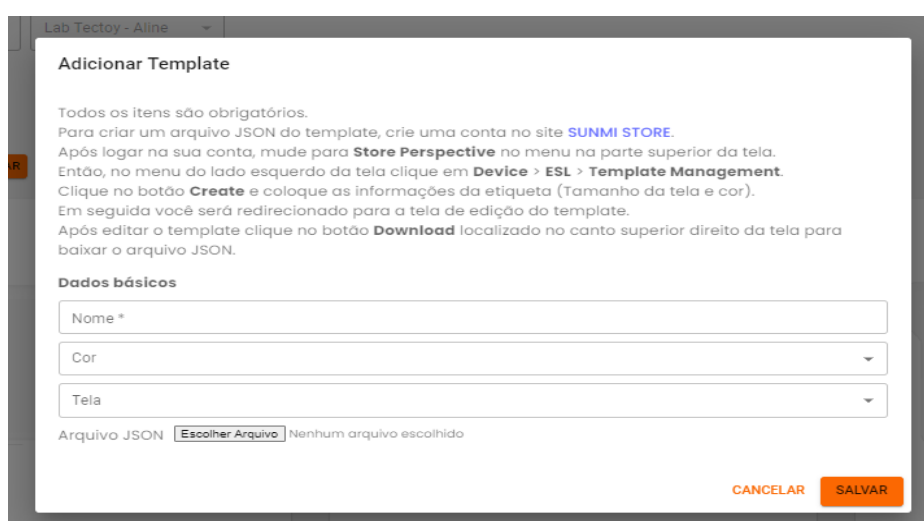 Lab Tectoy - Aline
Adicionar Template
Todos os itens são obrigatórios.
Para criar um arquivo JSON do template, crie uma conta no site SUNMI STORE.
Após logar na sua conta, mude para Store Perspective no menu na parte superior da tela.
Então, no menu do lado esquerdo da tela clique em Device > ESL > Template Management.
Clique no botão Create e coloque as informações da etiqueta (Tamanho da tela e cor).
Em seguida você será redirecionado para a tela de edição do template.
Após editar o template clique no botão Download localizado no canto superior direito da tela para
baixar o arquivo JSON.
Dados básicos
Nome *
Cor
Tela
Arquivo JSON Escolher Arquivo Nenhum arquivo escolhido
CANCELAR SALVAR